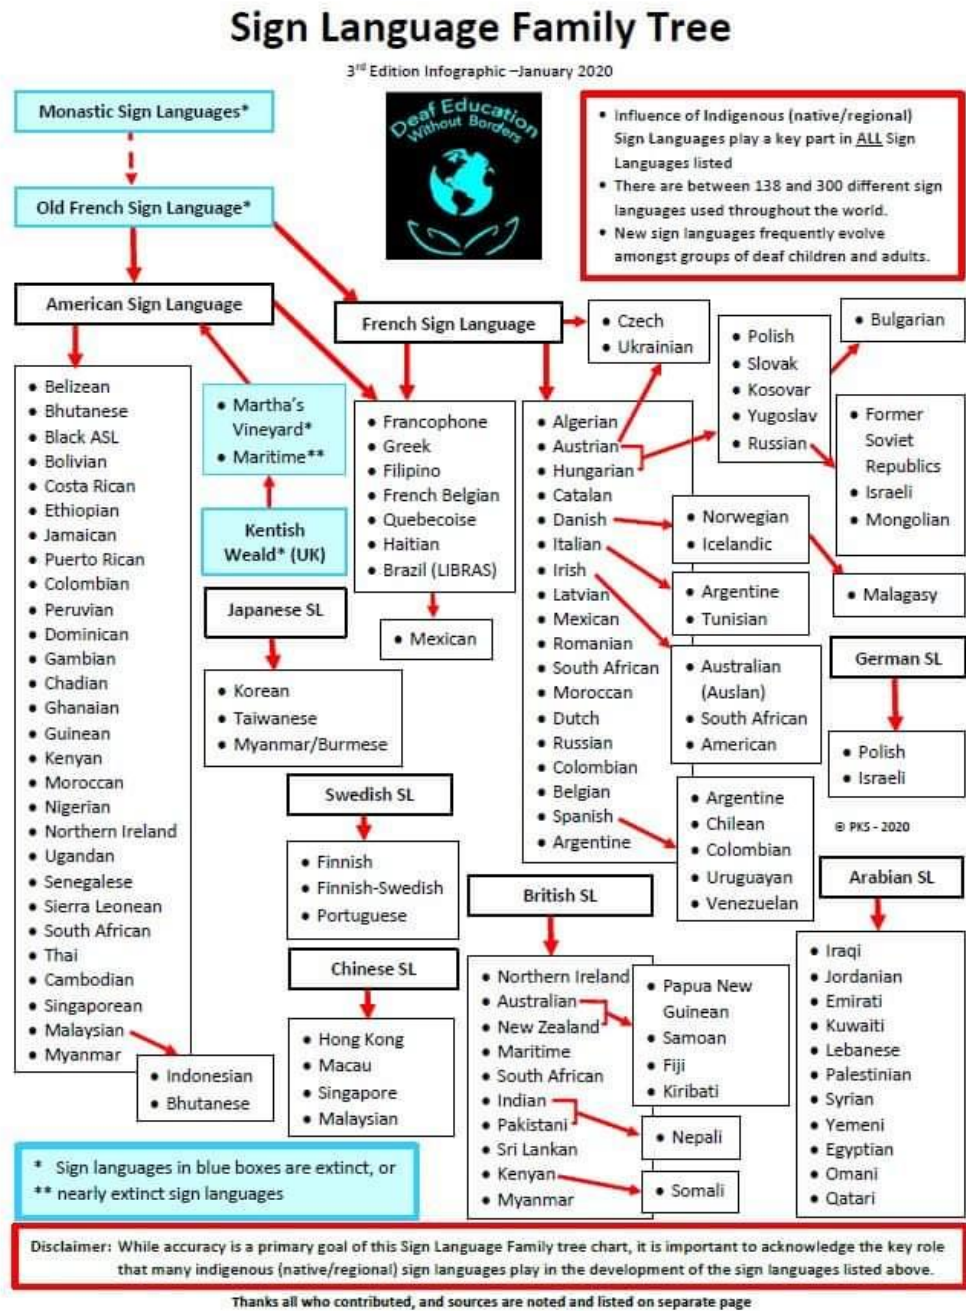 Sign Language Family Tree
3rd Edition Infographic –January 2020
Monastic Sign Languages*
Old French Sign Language*
Deaf Education
Without Borders
• Influence of Indigenous (native/regional)
Sign Languages play a key part in ALL Sign
Languages listed
• There are between 138 and 300 different sign
languages used throughout the world.
• New sign languages frequently evolve
amongst groups of deaf children and adults.
American Sign Language
French Sign Language
• Czech
• Ukrainian
• Polish
• Slovak
• Kosovar
• Yugoslav
• Russian
• Bulgarian
• Former
Soviet
Republics
• Israeli
• Mongolian
• Belizean
• Bhutanese
• Black ASL
• Bolivian
• Costa Rican
• Ethiopian
• Jamaican
• Puerto Rican
• Colombian
• Peruvian
• Dominican
• Gambian
• Chadian
• Ghanaian
• Guinean
• Kenyan
• Moroccan
• Nigerian
• Northern Ireland
• Ugandan
• Senegalese
• Sierra Leonean
• South African
• Thai
• Cambodian
• Singaporean
• Malaysian
• Myanmar
• Indonesian
• Bhutanese
• Martha's
Vineyard*
• Maritime**
Kentish
Weald* (UK)
• Francophone
• Greek
• Filipino
• French Belgian
• Quebecoise
• Haitian
• Brazil (LIBRAS)
• Mexican
• Algerian
• Austrian
• Hungarian
• Catalan
• Danish
• Italian
• Irish
• Latvian
• Mexican
• Romanian
• South African
• Moroccan
• Dutch
• Russian
• Colombian
• Belgian
• Spanish
• Argentine
• Norwegian
• Icelandic
• Malagasy
• Argentine
• Tunisian
• Australian
(Auslan)
• South African
• American
• Argentine
• Chilean
• Colombian
• Uruguayan
• Venezuelan
Japanese SL
• Korean
• Taiwanese
• Myanmar/Burmese
German SL
• Polish
• Israeli
© PKS - 2020
Swedish SL
• Finnish
• Finnish-Swedish
• Portuguese
Chinese SL
• Hong Kong
• Macau
• Singapore
• Malaysian
British SL
• Northern Ireland
• Australian
• New Zealand
• Maritime
• South African
• Indian
• Pakistani
• Sri Lankan
• Kenyan
• Myanmar
• Papua New
Guinean
• Samoan
• Fiji
• Kiribati
• Nepali
• Somali
Arabian SL
• Iraqi
• Jordanian
• Emirati
• Kuwaiti
• Lebanese
• Palestinian
• Syrian
• Yemeni
• Egyptian
• Omani
• Qatari
* Sign languages in blue boxes are extinct, or
** nearly extinct sign languages
Disclaimer: While accuracy is a primary goal of this Sign Language Family tree chart, it is important to acknowledge the key role
that many indigenous (native/regional) sign languages play in the development of the sign languages listed above.
Thanks all who contributed, and sources are noted and listed on separate page